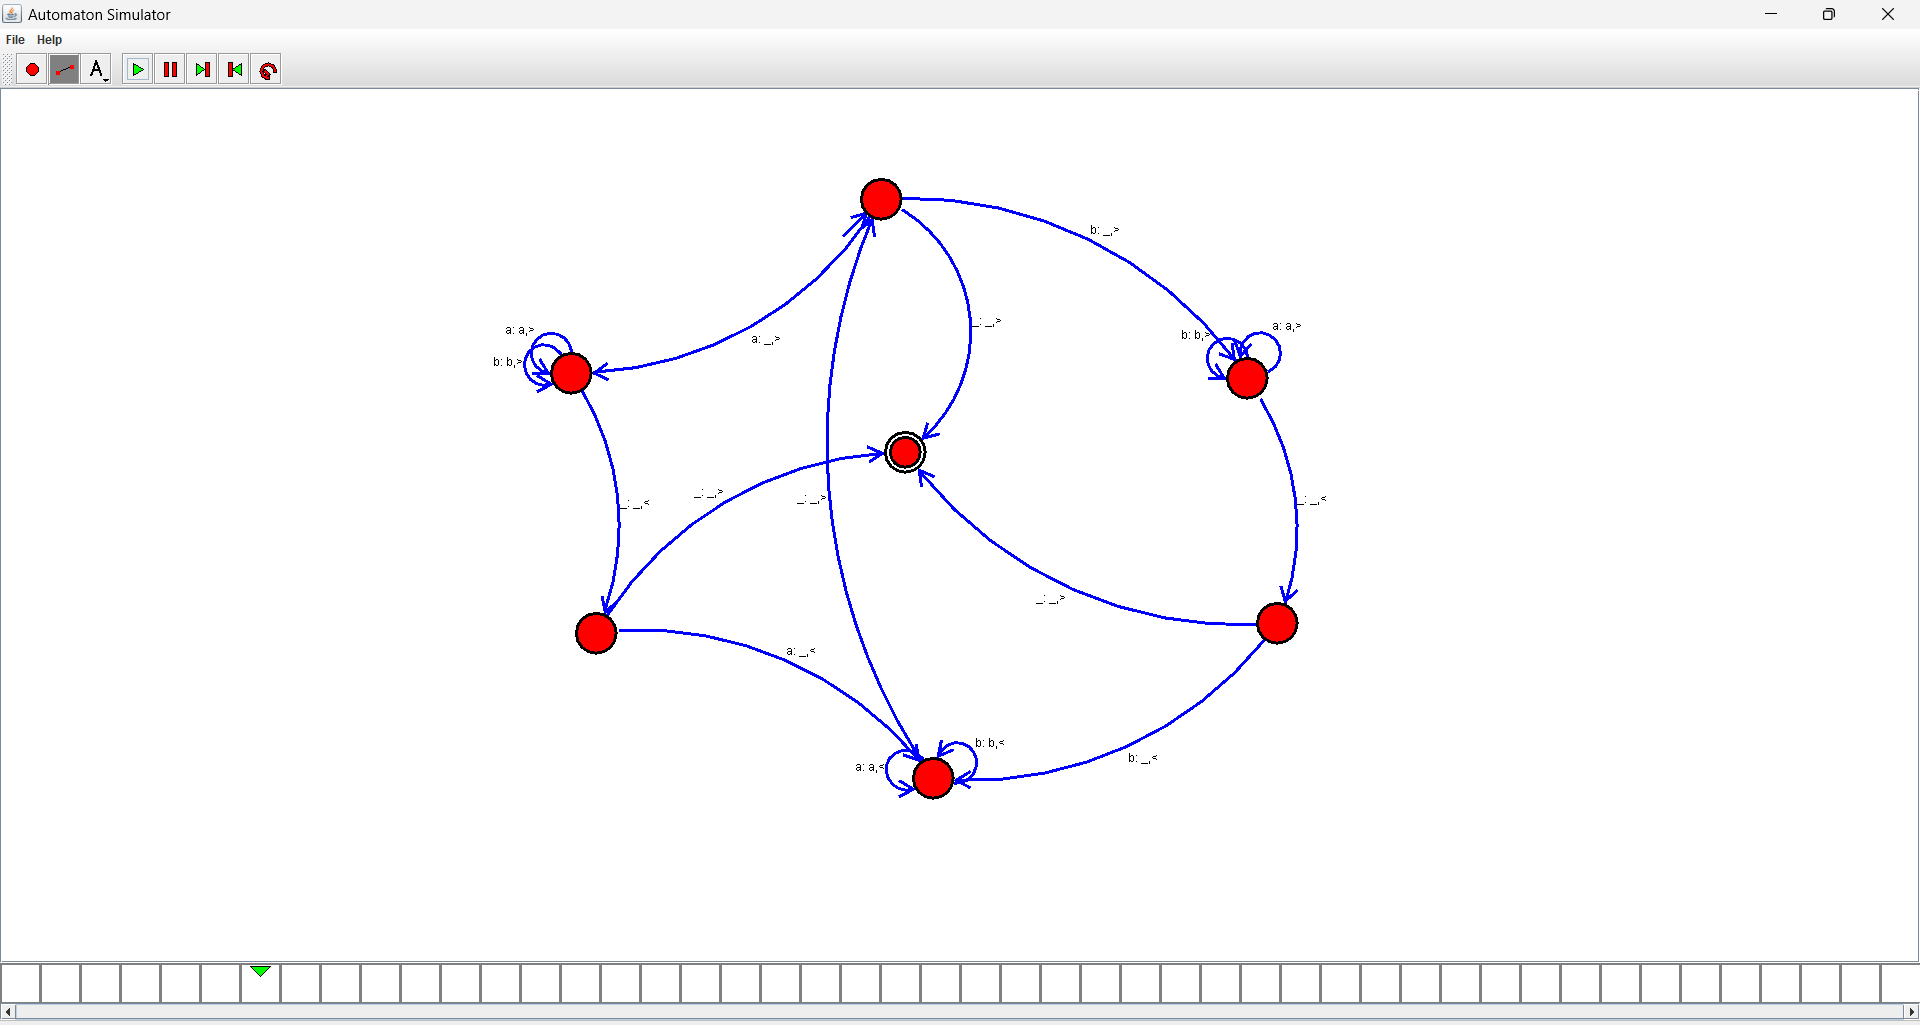 Automaton Simulator
File Help
A
b: _,>
_: _,>
a: a,>
a: a,>
b: b,>
a: _,>
b: b,>
_: _,>
_: _,>
_: _,<
_: _,<
_: _,>
a: _,<
b: b,<
b: _,<
a: a,<